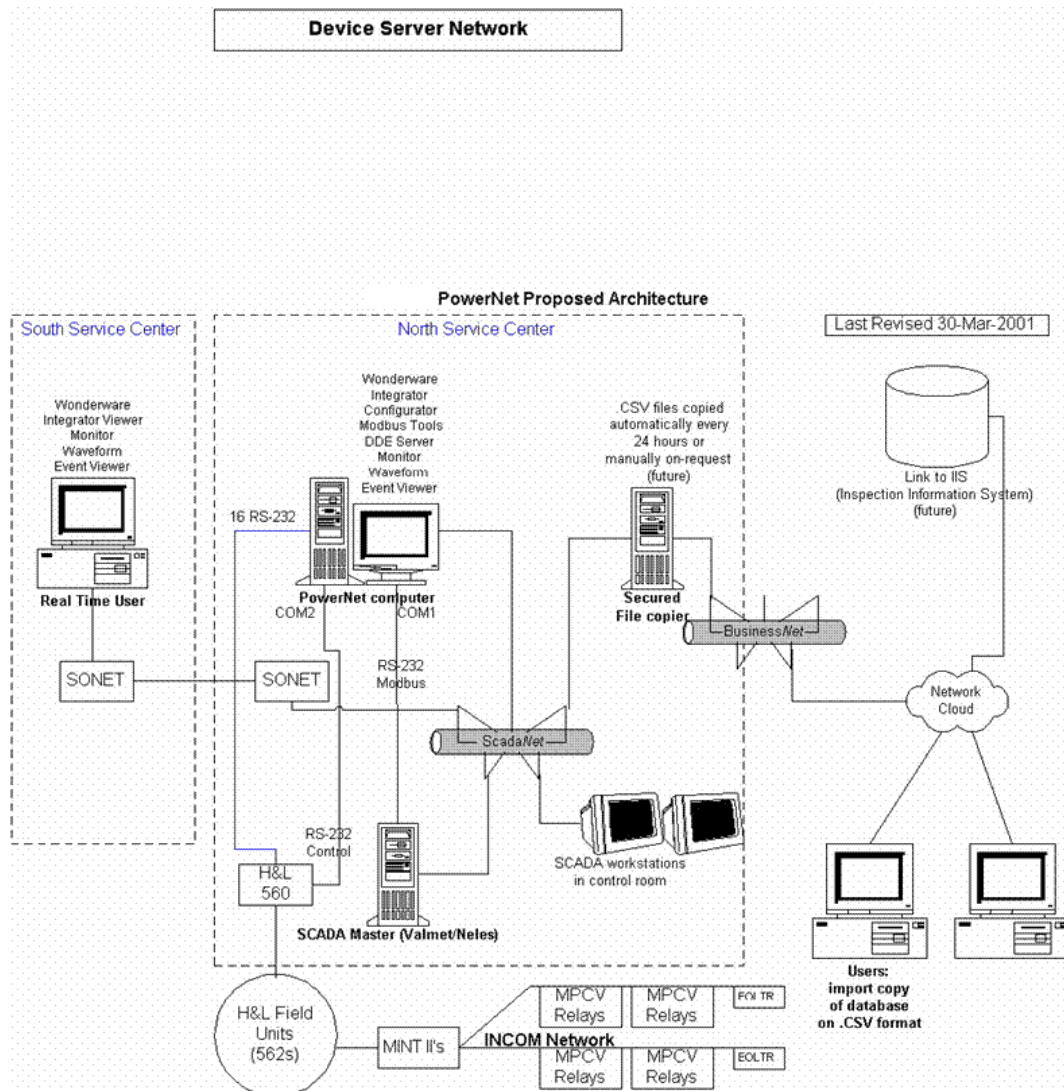 Device Server Network
PowerNet Proposed Architecture
South Service Center
North Service Center
Last Revised 30-Mar-2001
Wonderware
Integrator Viewer
Monitor
Waveform
Event Viewer
Real Time User
SONET
Wonderware
Integrator
Configurator
Modbus Tools
DDE Server
Monitor
Waveform
Event Viewer
16 RS-232
PowerNet computer
COM2
COM1
SONET
RS-232
Modbus
.CSV files copied
automatically every
24 hours or
manually on-request
(future)
Secured
File copier
ScadaNet
BusinessNet
Link to IIS
(Inspection Information System)
(future)
Network
Cloud
RS-232
Control
H&L
560
SCADA Master (Valmet/Neles)
SCADA workstations
in control room
Users:
import copy
of database
on .CSV format
H&L Field
Units
(562s)
MINT II's
MPCV
Relays
MPCV
Relays
EOLTR
INCOM Network
MPCV
Relays
MPCV
Relays
EOLTR